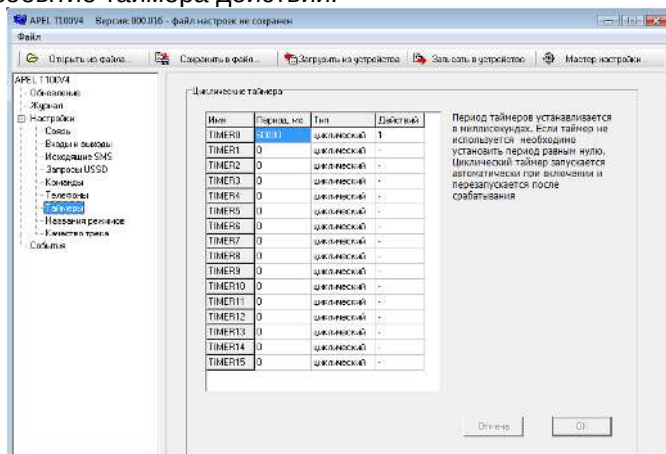 событие таймера действий.
APEL T100V4 Версия: 000.016 - файл настроек не сохранен
Файл
Открыть из файла... Сохранить в файл... Загрузить из устройства Записать в устройство Мастер настройки
APEL T100V4
Обновление
Журнал
Настройки
Связь
Входы и выходы
Исходящие SMS
Запросы USSD
Команды
Телефоны
Таймеры
Названия режимов
Качество трека
События
Циклические таймера
Имя Период, мс Тип Действий
TIMER0 60000 циклический 1
TIMER1 0 циклический -
TIMER2 0 циклический -
TIMER3 0 циклический -
TIMER4 0 циклический -
TIMER5 0 циклический -
TIMER6 0 циклический -
TIMER7 0 циклический -
TIMER8 0 циклический -
TIMER9 0 циклический -
TIMER10 0 циклический -
TIMER11 0 циклический -
TIMER12 0 циклический -
TIMER13 0 циклический -
TIMER14 0 циклический -
TIMER15 0 циклический -
Период таймеров устанавливается
в миллисекундах. Если таймер не
используется необходимо
установить период равным нулю.
Циклический таймер запускается
автоматически при включении и
перезапускается после
срабатывания
Отмена OK